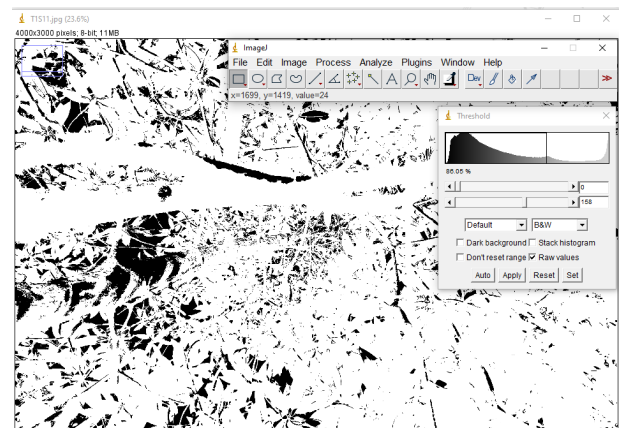 T1S11.jpg (23.6%)
4000x3000 pixels; 8-bit; 11MB
ImageJ
File Edit Image Process Analyze Plugins Window Help
Dev
x=1699, y=1419, value=24
Threshold
86.05 %
0
158
Default B&W
Dark background Stack histogram
Don't reset range Raw values
Auto Apply Reset Set